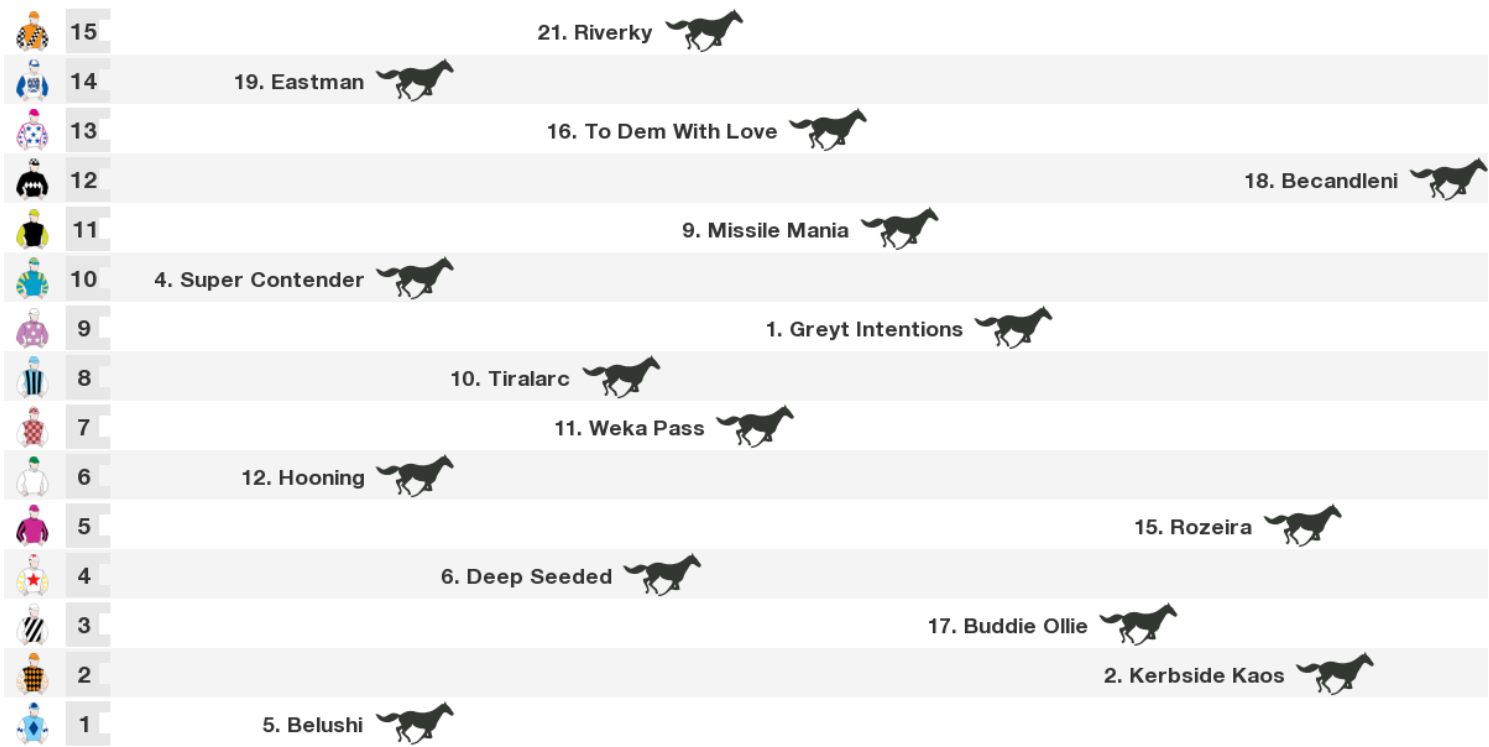 15 21. Riverky
14 19. Eastman
13 16. To Dem With Love
12 18. Becandleni
11 9. Missile Mania
10 4. Super Contender
9 1. Greyt Intentions
8 10. Tiralarc
7 11. Weka Pass
6 12. Hooning
5 15. Rozeira
4 6. Deep Seeded
3 17. Buddie Ollie
2 2. Kerbside Kaos
1 5. Belushi